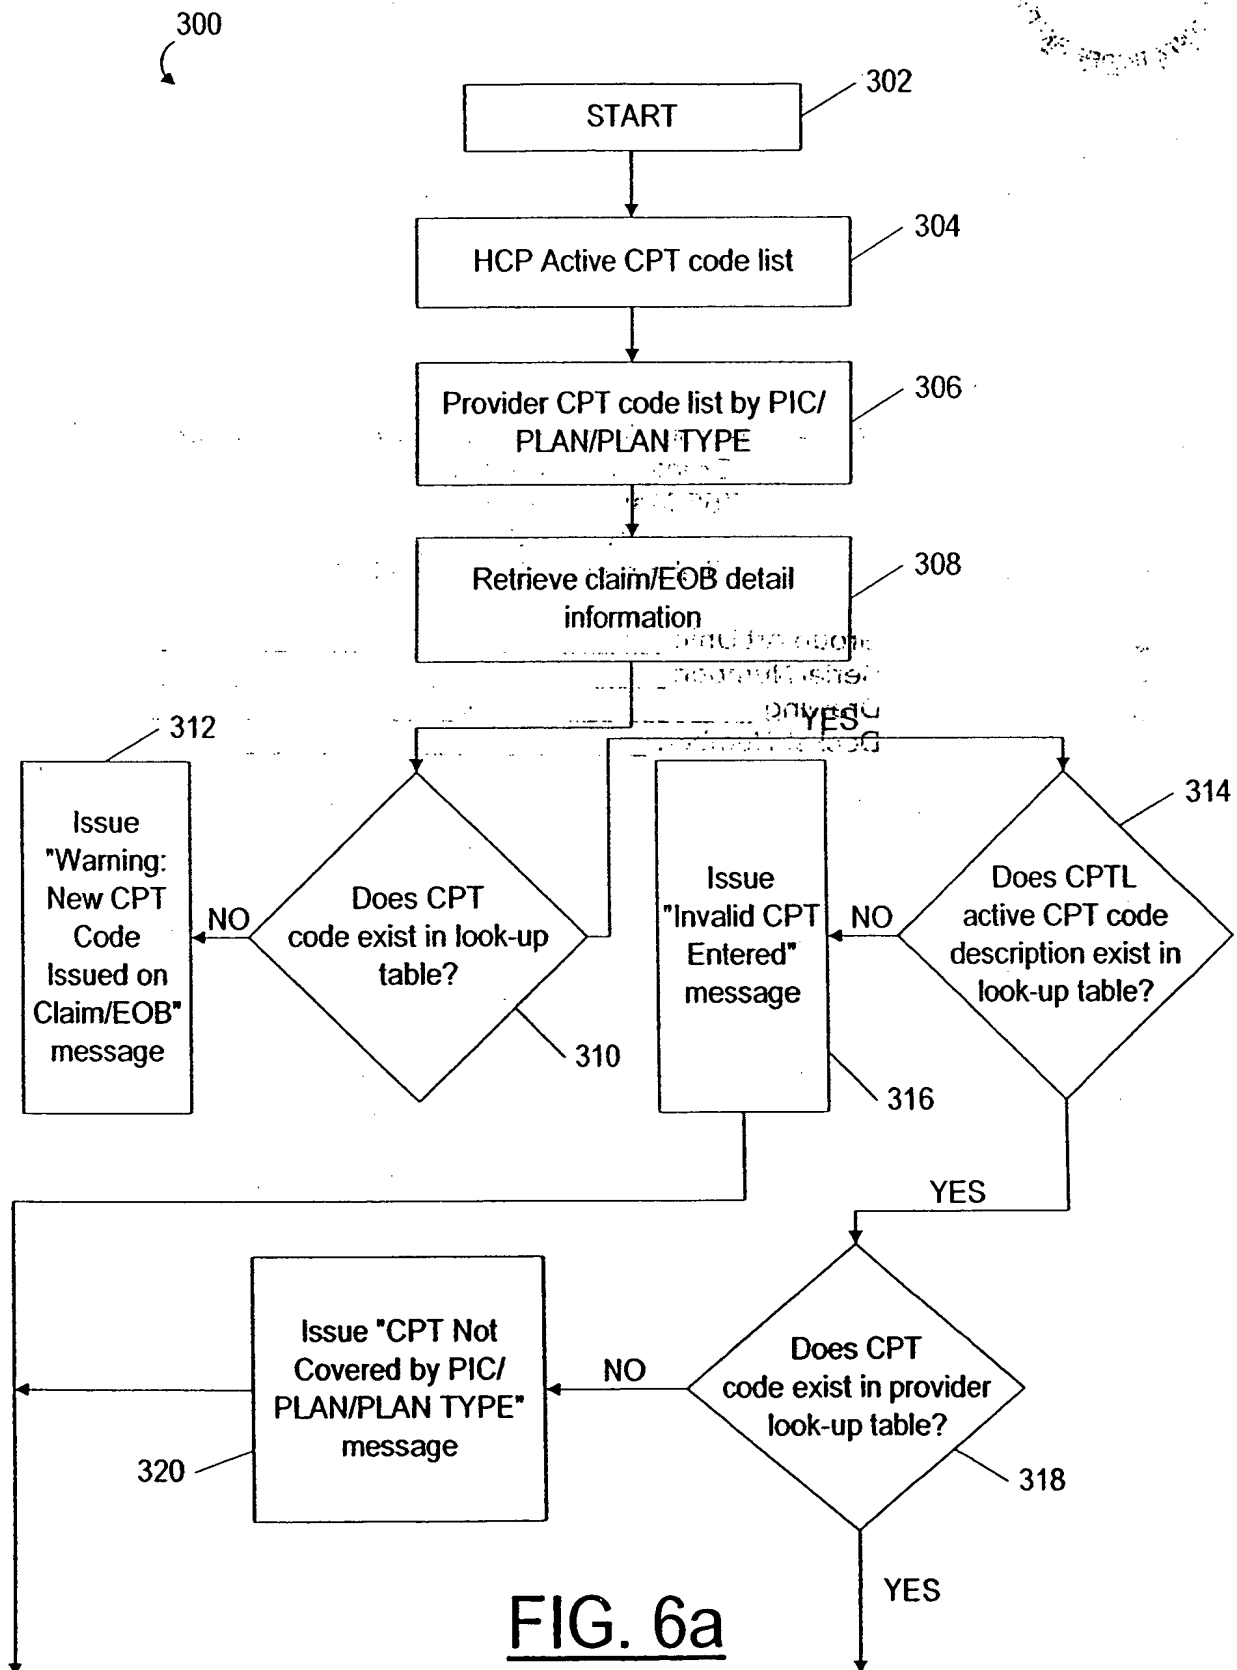 300
START
302
HCP Active CPT code list
304
Provider CPT code list by PIC/
PLAN/PLAN TYPE
306
Retrieve claim/EOB detail
information
308
312
YES
Issue
"Warning:
New CPT
Code
Issued on
Claim/EOB"
message
NO
Does CPT
code exist in look-up
table?
310
Issue
"Invalid CPT
Entered"
message
316
NO
Does CPTL
active CPT code
description exist in
look-up table?
314
YES
Issue "CPT Not
Covered by PIC/
PLAN/PLAN TYPE"
message
320
NO
Does CPT
code exist in provider
look-up table?
318
YES
FIG. 6a